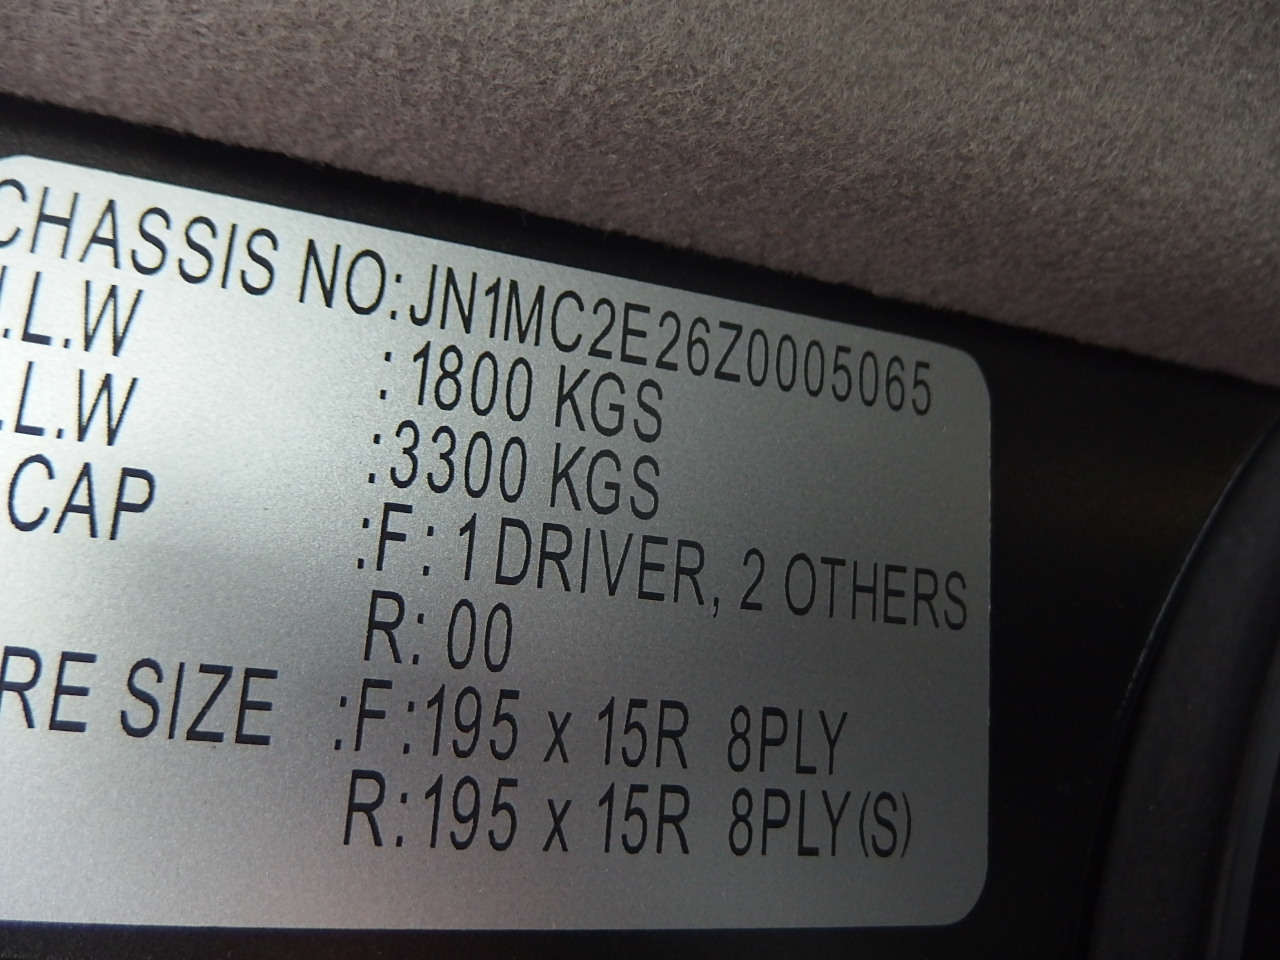 CHASSIS NO:JN1MC2E26Z0005065
.L.W :1800 KGS
.L.W :3300 KGS
CAP :F: 1 DRIVER, 2 OTHERS
R: 00
RE SIZE :F:195 x 15R 8PLY
R:195 x 15R 8PLY(S)